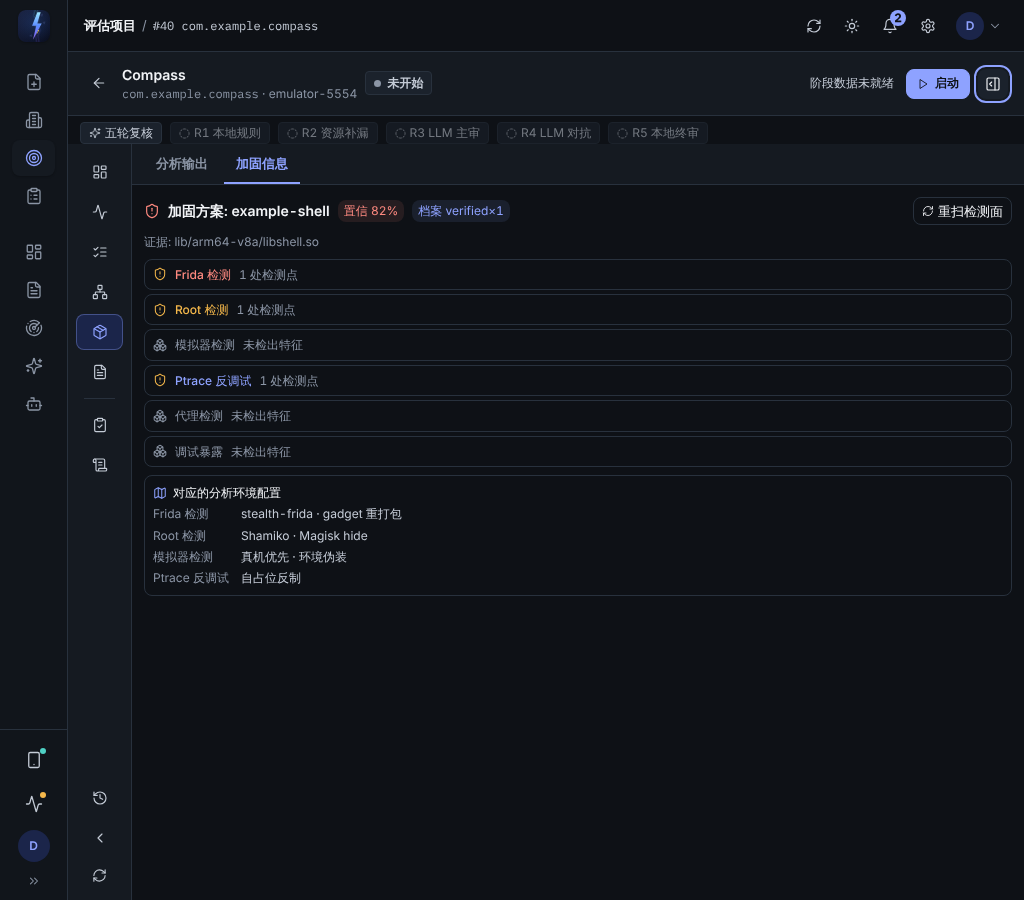 评估项目 / #40 com.example.compass
2
D
Compass
com.example.compass · emulator-5554
未开始
阶段数据未就绪
启动
五轮复核
R1 本地规则
R2 资源补漏
R3 LLM 主审
R4 LLM 对抗
R5 本地终审
分析输出
加固信息
加固方案: example-shell
置信 82%
档案 verified×1
重扫检测面
证据: lib/arm64-v8a/libshell.so
Frida 检测 1 处检测点
Root 检测 1 处检测点
模拟器检测 未检出特征
Ptrace 反调试 1 处检测点
代理检测 未检出特征
调试暴露 未检出特征
对应的分析环境配置
Frida 检测 stealth-frida · gadget 重打包
Root 检测 Shamiko · Magisk hide
模拟器检测 真机优先 · 环境伪装
Ptrace 反调试 自占位反制
D